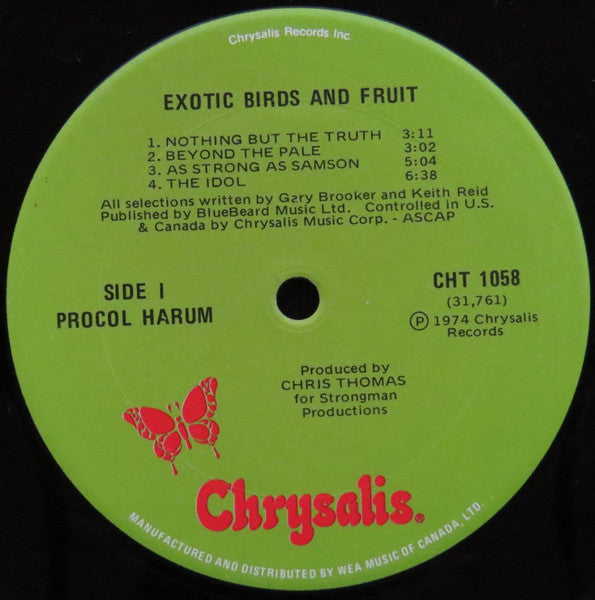 Chrysalis Records Inc.
EXOTIC BIRDS AND FRUIT
1. NOTHING BUT THE TRUTH 3:11
2. BEYOND THE PALE 3:02
3. AS STRONG AS SAMSON 5:04
4. THE IDOL 6:38
All selections written by Gary Brooker and Keith Reid
Published by BlueBeard Music Ltd. Controlled in U.S.
& Canada by Chrysalis Music Corp. - ASCAP
SIDE I
PROCOL HARUM
CHT 1058
(31,761)
℗ 1974 Chrysalis
Records
Produced by
CHRIS THOMAS
for Strongman
Productions
Chrysalis.®
MANUFACTURED AND DISTRIBUTED BY WEA MUSIC OF CANADA, LTD.